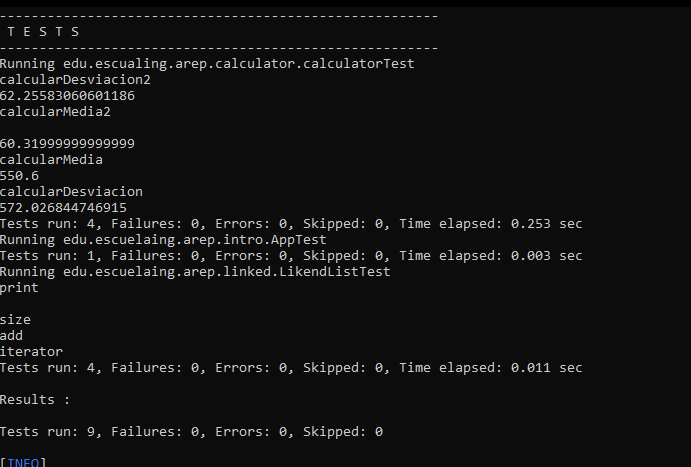 -------------------------------------------------------
 T E S T S
-------------------------------------------------------
Running edu.escualing.arep.calculator.calculatorTest
calcularDesviacion2
62.25583060601186
calcularMedia2

60.31999999999999
calcularMedia
550.6
calcularDesviacion
572.026844746915
Tests run: 4, Failures: 0, Errors: 0, Skipped: 0, Time elapsed: 0.253 sec
Running edu.escuelaing.arep.intro.AppTest
Tests run: 1, Failures: 0, Errors: 0, Skipped: 0, Time elapsed: 0.003 sec
Running edu.escuelaing.arep.linked.LikendListTest
print

size
add
iterator
Tests run: 4, Failures: 0, Errors: 0, Skipped: 0, Time elapsed: 0.011 sec

Results :

Tests run: 9, Failures: 0, Errors: 0, Skipped: 0

[INFO]